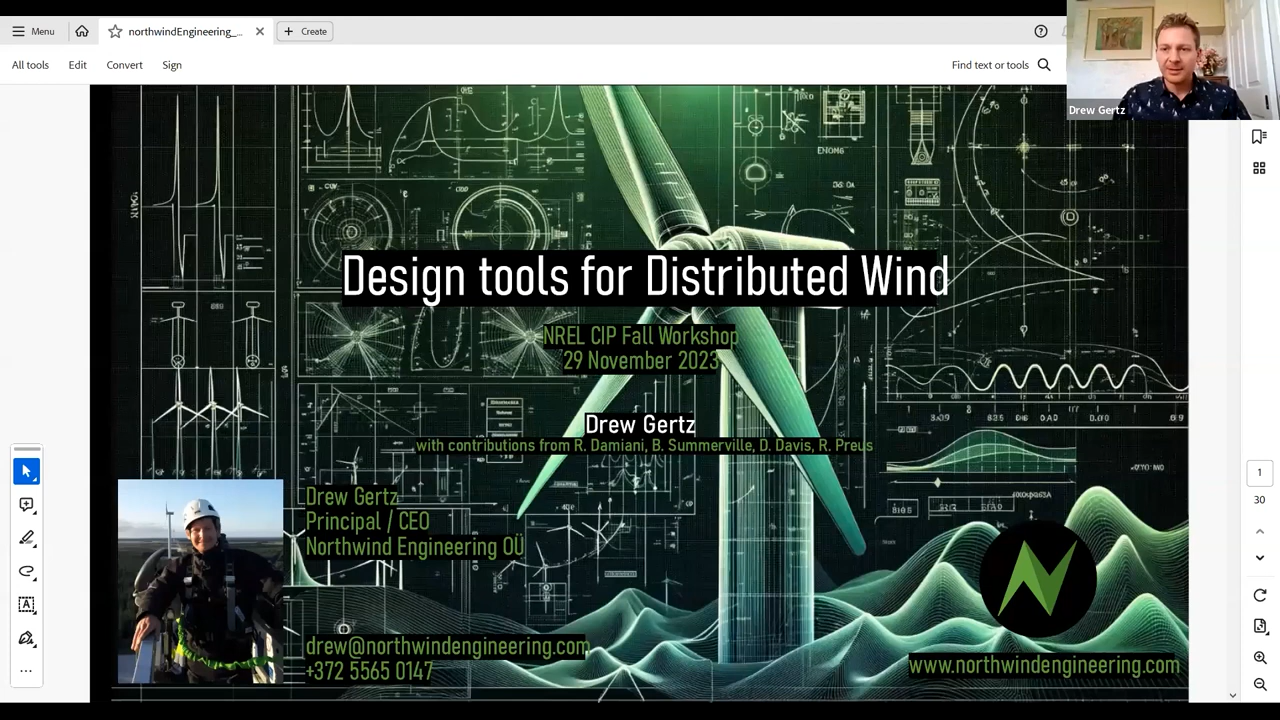 Menu
northwindEngineering_...
Create
All tools
Edit
Convert
Sign
Find text or tools
Drew Gertz
Design tools for Distributed Wind
NREL CIP Fall Workshop
29 November 2023
Drew Gertz
with contributions from R. Damiani, B. Summerville, D. Davis, R. Preus
Drew Gertz
Principal / CEO
Northwind Engineering OÜ
drew@northwindengineering.com
+372 5565 0147
www.northwindengineering.com
1
30